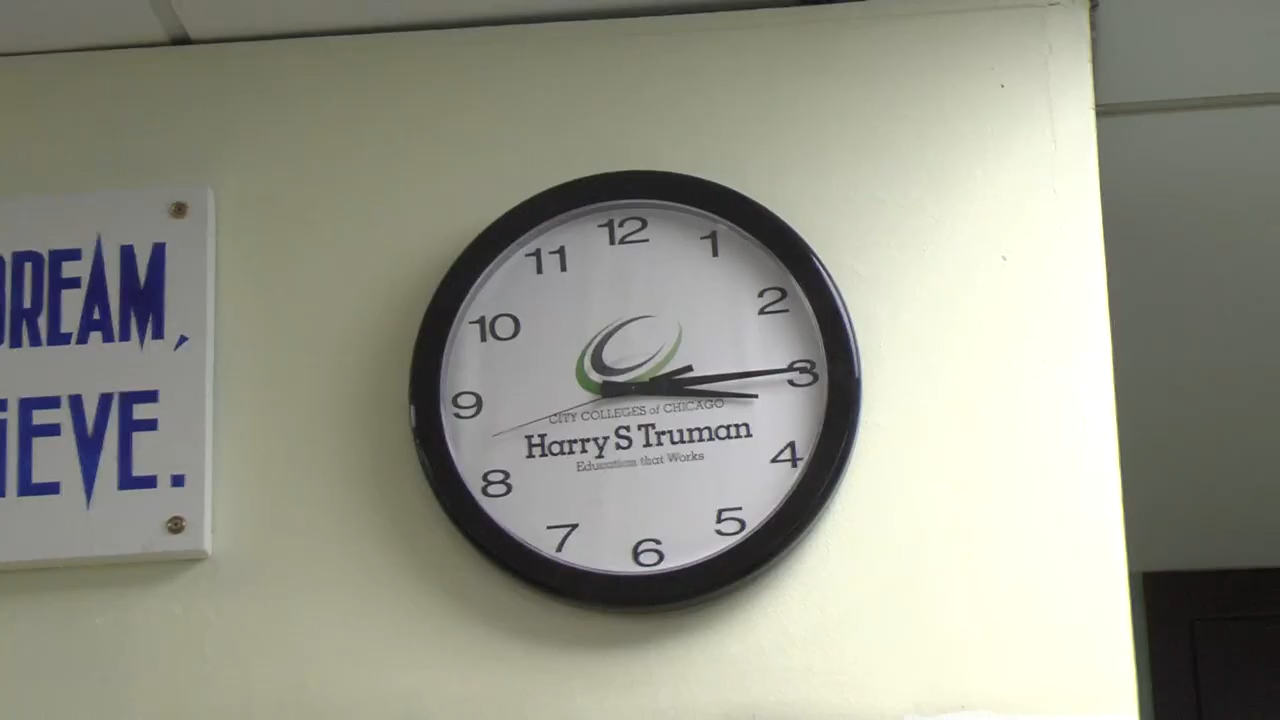 DREAM,
IEVE.
12
1
2
3
4
5
6
7
8
9
10
11
CITY COLLEGES of CHICAGO
Harry S Truman
Education that Works